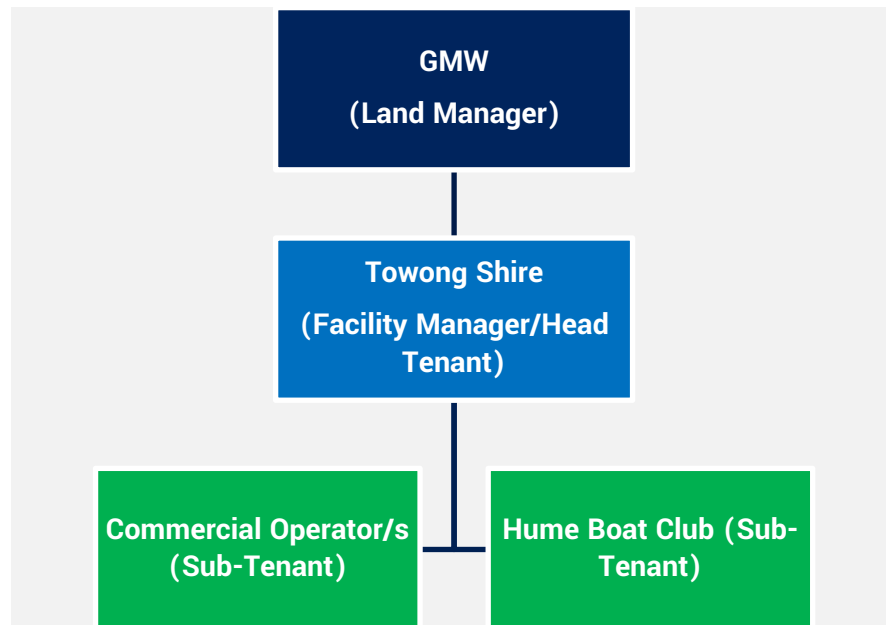 GMW
(Land Manager)
Towong Shire
(Facility Manager/Head
Tenant)
Commercial Operator/s
(Sub-Tenant)
Hume Boat Club (Sub-
Tenant)